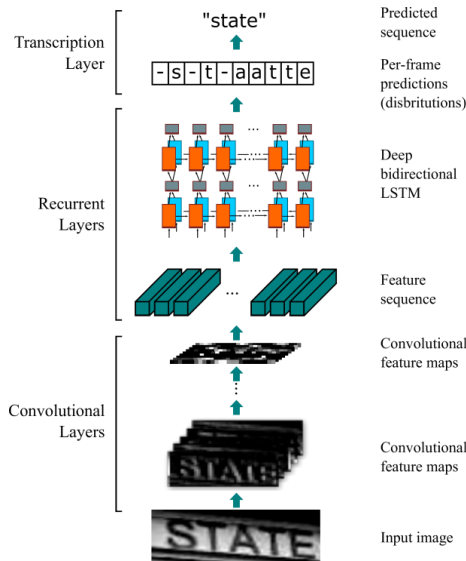 "state"
Predicted
sequence
Transcription
Layer
-s-t-aatte
Per-frame
predictions
(disbritutions)
...
...
Deep
bidirectional
LSTM
Recurrent
Layers
...
Feature
sequence
Convolutional
feature maps
...
Convolutional
Layers
STATE
Convolutional
feature maps
STATE
Input image